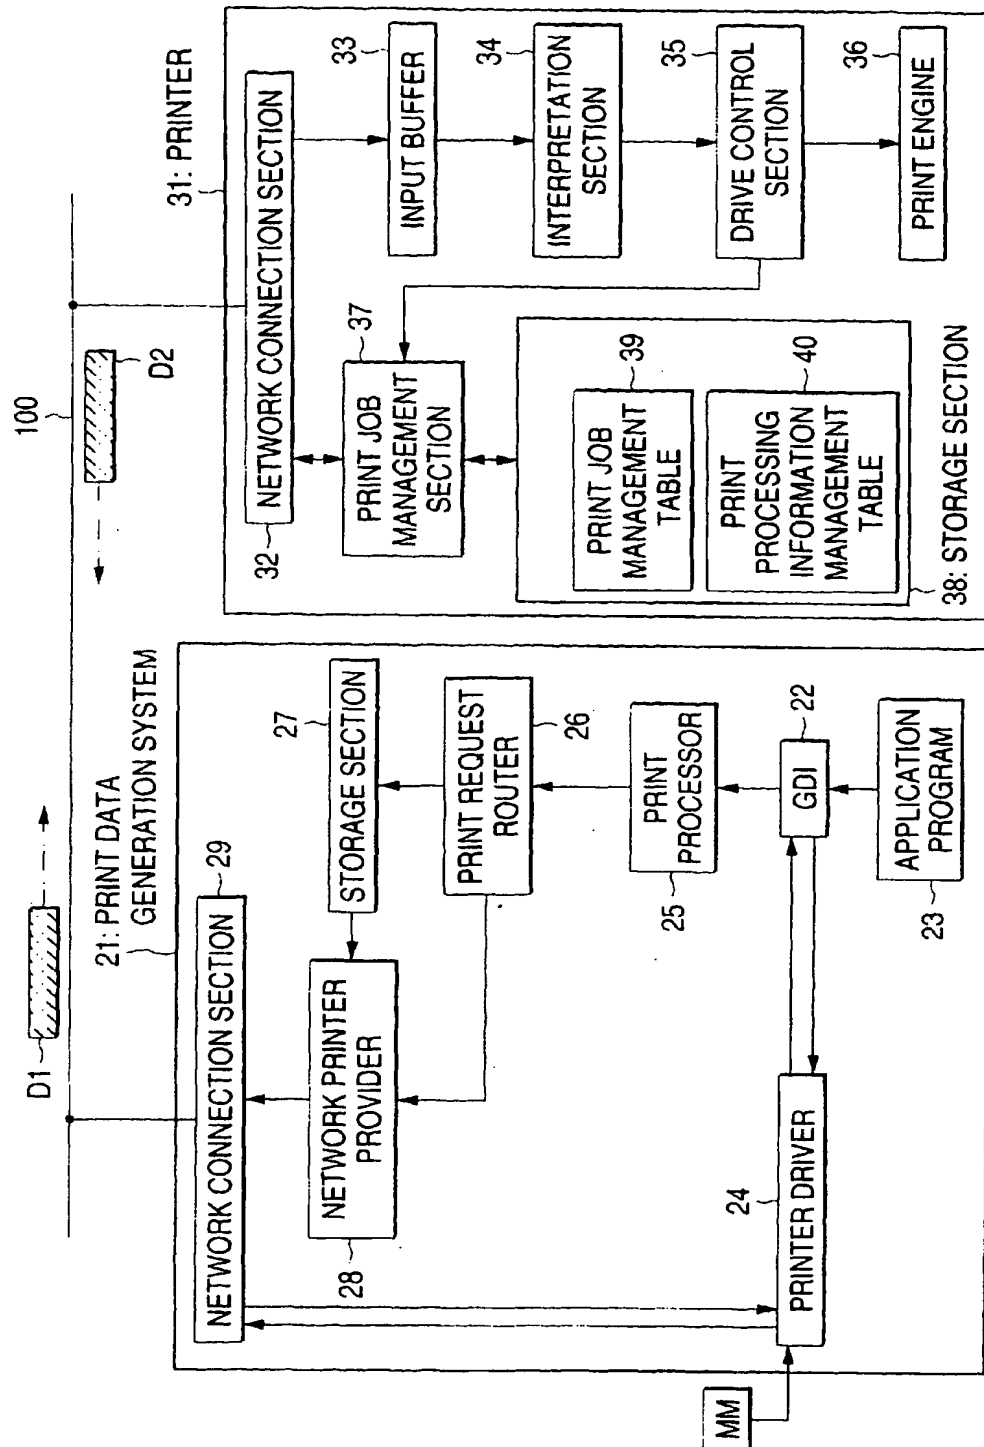 100
D1
D2
21: PRINT DATA
GENERATION SYSTEM
29
NETWORK CONNECTION SECTION
27
STORAGE SECTION
NETWORK PRINTER
PROVIDER
28
26
PRINT REQUEST
ROUTER
PRINT
PROCESSOR
25
22
GDI
24
PRINTER DRIVER
APPLICATION
PROGRAM
23
MM
31: PRINTER
NETWORK CONNECTION SECTION
32
33
INPUT BUFFER
37
PRINT JOB
MANAGEMENT
SECTION
34
INTERPRETATION
SECTION
35
DRIVE CONTROL
SECTION
36
PRINT ENGINE
39
PRINT JOB
MANAGEMENT
TABLE
40
PRINT
PROCESSING
INFORMATION
MANAGEMENT
TABLE
38: STORAGE SECTION